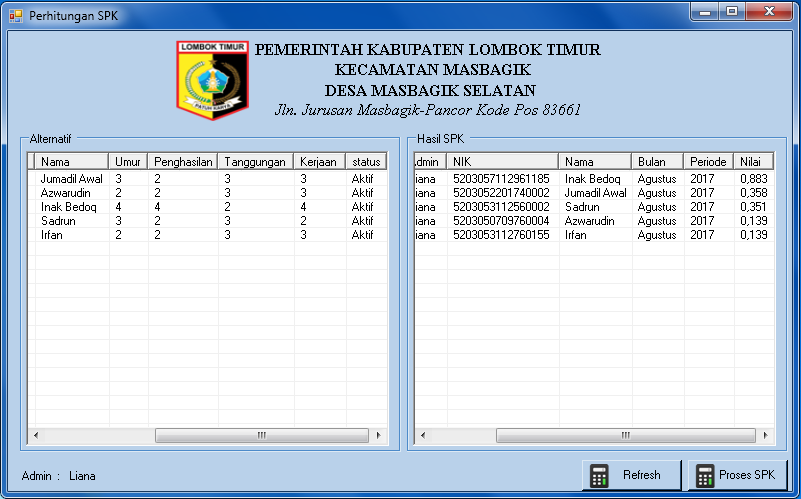 Perhitungan SPK
LOMBOK TIMUR
PATUH KARYA
PEMERINTAH KABUPATEN LOMBOK TIMUR
KECAMATAN MASBAGIK
DESA MASBAGIK SELATAN
Jln. Jurusan Masbagik-Pancor Kode Pos 83661
Alternatif
Nama Umur Penghasilan Tanggungan Kerjaan status
Jumadil Awal 3 2 3 3 Aktif
Azwarudin 2 2 3 3 Aktif
Inak Bedoq 4 4 2 4 Aktif
Sadrun 3 2 3 2 Aktif
Irfan 2 2 3 3 Aktif
Hasil SPK
dmin NIK Nama Bulan Periode Nilai
iana 5203057112961185 Inak Bedoq Agustus 2017 0,883
iana 5203052201740002 Jumadil Awal Agustus 2017 0,358
iana 5203053112560002 Sadrun Agustus 2017 0,351
iana 5203050709760004 Azwarudin Agustus 2017 0,139
iana 5203053112760155 Irfan Agustus 2017 0,139
Admin : Liana
Refresh
Proses SPK